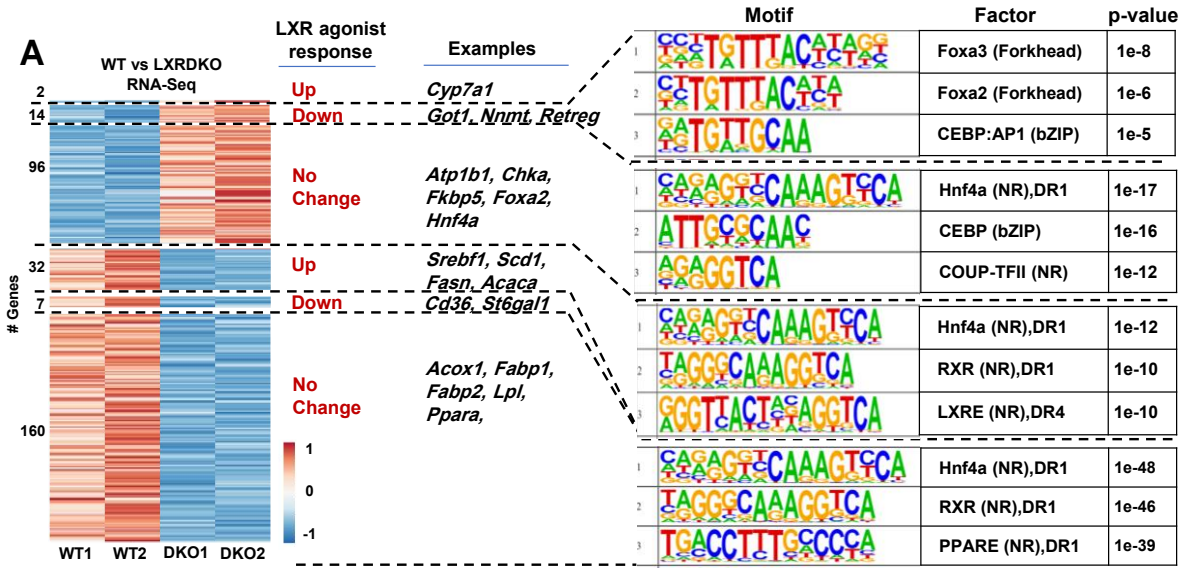 A
WT vs LXRDKO
RNA-Seq
LXR agonist
response
Examples
Motif
Factor
p-value
# Genes
2
Up
Cyp7a1
14
Down
Got1, Nnmt, Retreg
96
No
Change
Atp1b1, Chka,
Fkbp5, Foxa2,
Hnf4a
32
Up
Srebf1, Scd1,
Fasn, Acaca
7
Down
Cd36, St6gal1
160
No
Change
Acox1, Fabp1,
Fabp2, Lpl,
Ppara,
1
0
-1
WT1
WT2
DKO1
DKO2
1
Foxa3 (Forkhead)
1e-8
2
Foxa2 (Forkhead)
1e-6
3
CEBP:AP1 (bZIP)
1e-5
1
Hnf4a (NR),DR1
1e-17
2
CEBP (bZIP)
1e-16
3
COUP-TFII (NR)
1e-12
1
Hnf4a (NR),DR1
1e-12
2
RXR (NR),DR1
1e-10
3
LXRE (NR),DR4
1e-10
1
Hnf4a (NR),DR1
1e-48
2
RXR (NR),DR1
1e-46
3
PPARE (NR),DR1
1e-39